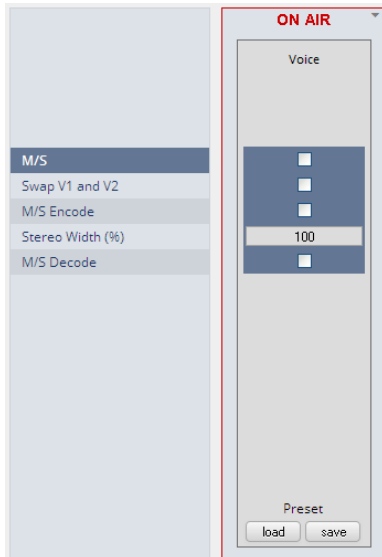 ON AIR
Voice
M/S
Swap V1 and V2
M/S Encode
Stereo Width (%) 100
M/S Decode
Preset
load save